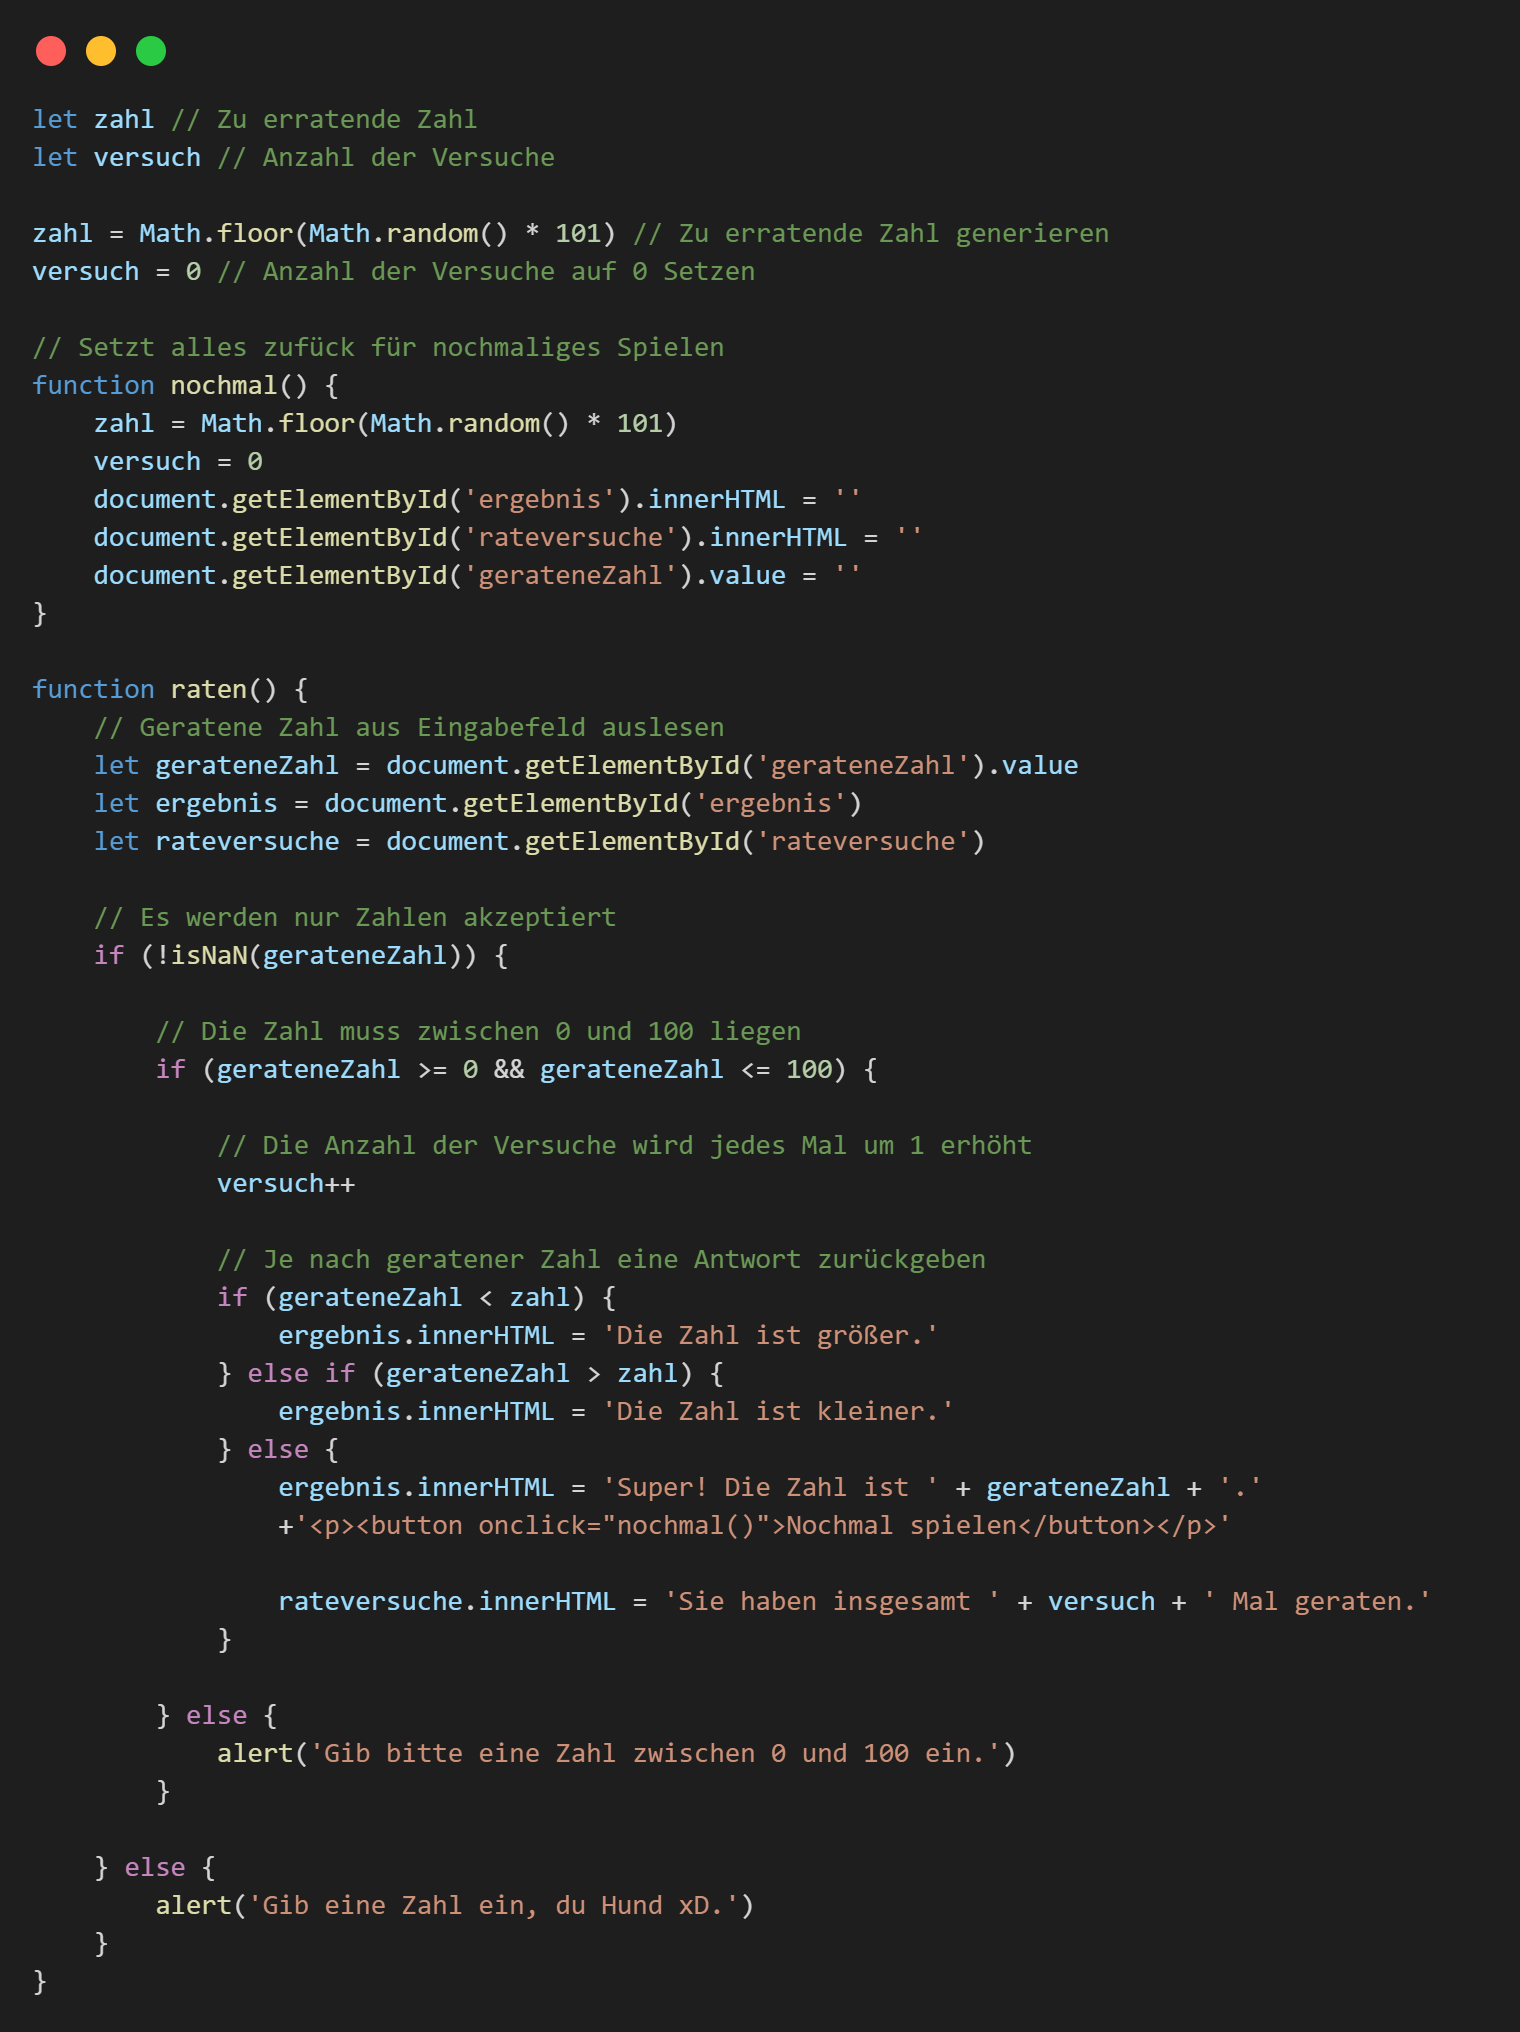 let zahl // Zu erratende Zahl
let versuch // Anzahl der Versuche

zahl = Math.floor(Math.random() * 101) // Zu erratende Zahl generieren
versuch = 0 // Anzahl der Versuche auf 0 Setzen

// Setzt alles zufück für nochmaliges Spielen
function nochmal() {
    zahl = Math.floor(Math.random() * 101)
    versuch = 0
    document.getElementById('ergebnis').innerHTML = ''
    document.getElementById('rateversuche').innerHTML = ''
    document.getElementById('gerateneZahl').value = ''
}

function raten() {
    // Geratene Zahl aus Eingabefeld auslesen
    let gerateneZahl = document.getElementById('gerateneZahl').value
    let ergebnis = document.getElementById('ergebnis')
    let rateversuche = document.getElementById('rateversuche')

    // Es werden nur Zahlen akzeptiert
    if (!isNaN(gerateneZahl)) {

        // Die Zahl muss zwischen 0 und 100 liegen
        if (gerateneZahl >= 0 && gerateneZahl <= 100) {

            // Die Anzahl der Versuche wird jedes Mal um 1 erhöht
            versuch++

            // Je nach geratener Zahl eine Antwort zurückgeben
            if (gerateneZahl < zahl) {
                ergebnis.innerHTML = 'Die Zahl ist größer.'
            } else if (gerateneZahl > zahl) {
                ergebnis.innerHTML = 'Die Zahl ist kleiner.'
            } else {
                ergebnis.innerHTML = 'Super! Die Zahl ist ' + gerateneZahl + '.'
                +'<p><button onclick="nochmal()">Nochmal spielen</button></p>'

                rateversuche.innerHTML = 'Sie haben insgesamt ' + versuch + ' Mal geraten.'
            }

        } else {
            alert('Gib bitte eine Zahl zwischen 0 und 100 ein.')
        }

    } else {
        alert('Gib eine Zahl ein, du Hund xD.')
    }
}